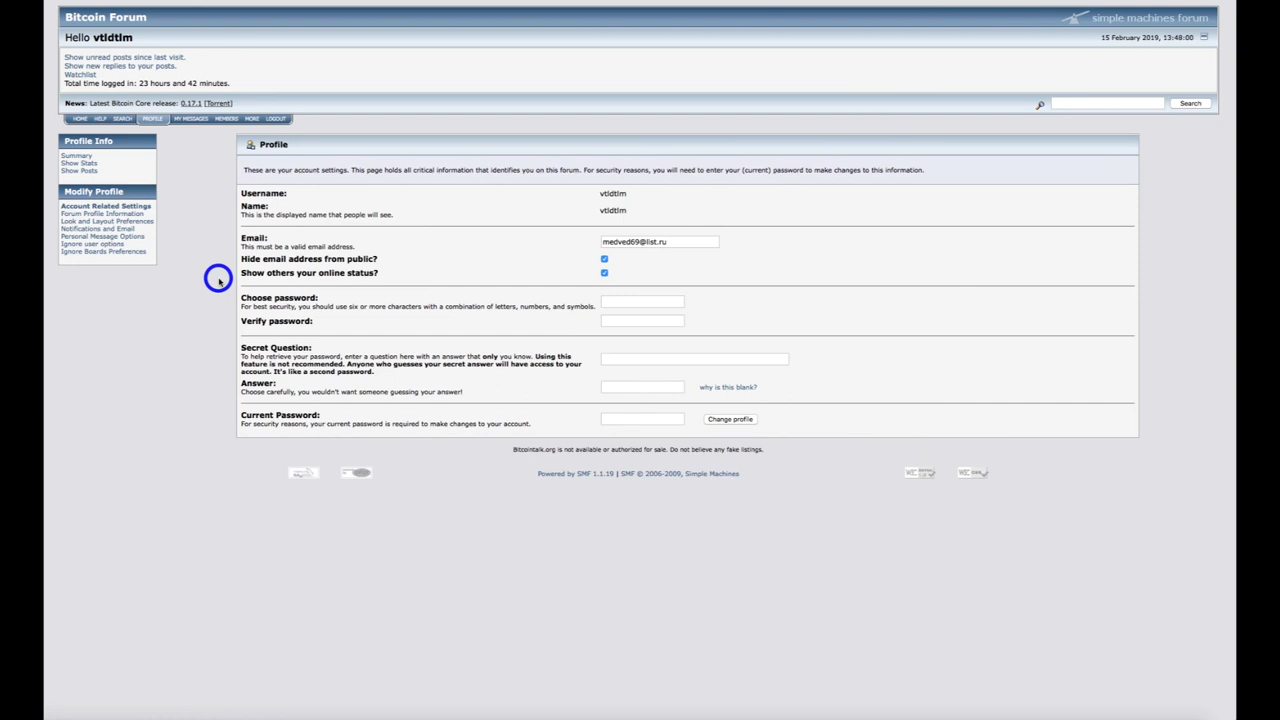 Bitcoin Forum
simple machines forum
Hello vtldtlm
15 February 2019, 13:48:00
Show unread posts since last visit.
Show new replies to your posts.
Watchlist
Total time logged in: 23 hours and 42 minutes.
News: Latest Bitcoin Core release: 0.17.1 [Torrent]
Search
HOME HELP SEARCH PROFILE MY MESSAGES MEMBERS MORE LOGOUT
Profile Info
Summary
Show Stats
Show Posts
Modify Profile
Account Related Settings
Forum Profile Information
Look and Layout Preferences
Notifications and Email
Personal Message Options
Ignore user options
Ignore Boards Preferences
Profile
These are your account settings. This page holds all critical information that identifies you on this forum. For security reasons, you will need to enter your (current) password to make changes to this information.
Username: vtldtlm
Name: vtldtlm
This is the displayed name that people will see.
Email: medved69@list.ru
This must be a valid email address.
Hide email address from public?
Show others your online status?
Choose password:
For best security, you should use six or more characters with a combination of letters, numbers, and symbols.
Verify password:
Secret Question:
To help retrieve your password, enter a question here with an answer that only you know. Using this
feature is not recommended. Anyone who guesses your secret answer will have access to your
account. It's like a second password.
Answer: why is this blank?
Choose carefully, you wouldn't want someone guessing your answer!
Current Password: Change profile
For security reasons, your current password is required to make changes to your account.
Bitcointalk.org is not available or authorized for sale. Do not believe any fake listings.
Powered by SMF 1.1.19 | SMF © 2006-2009, Simple Machines